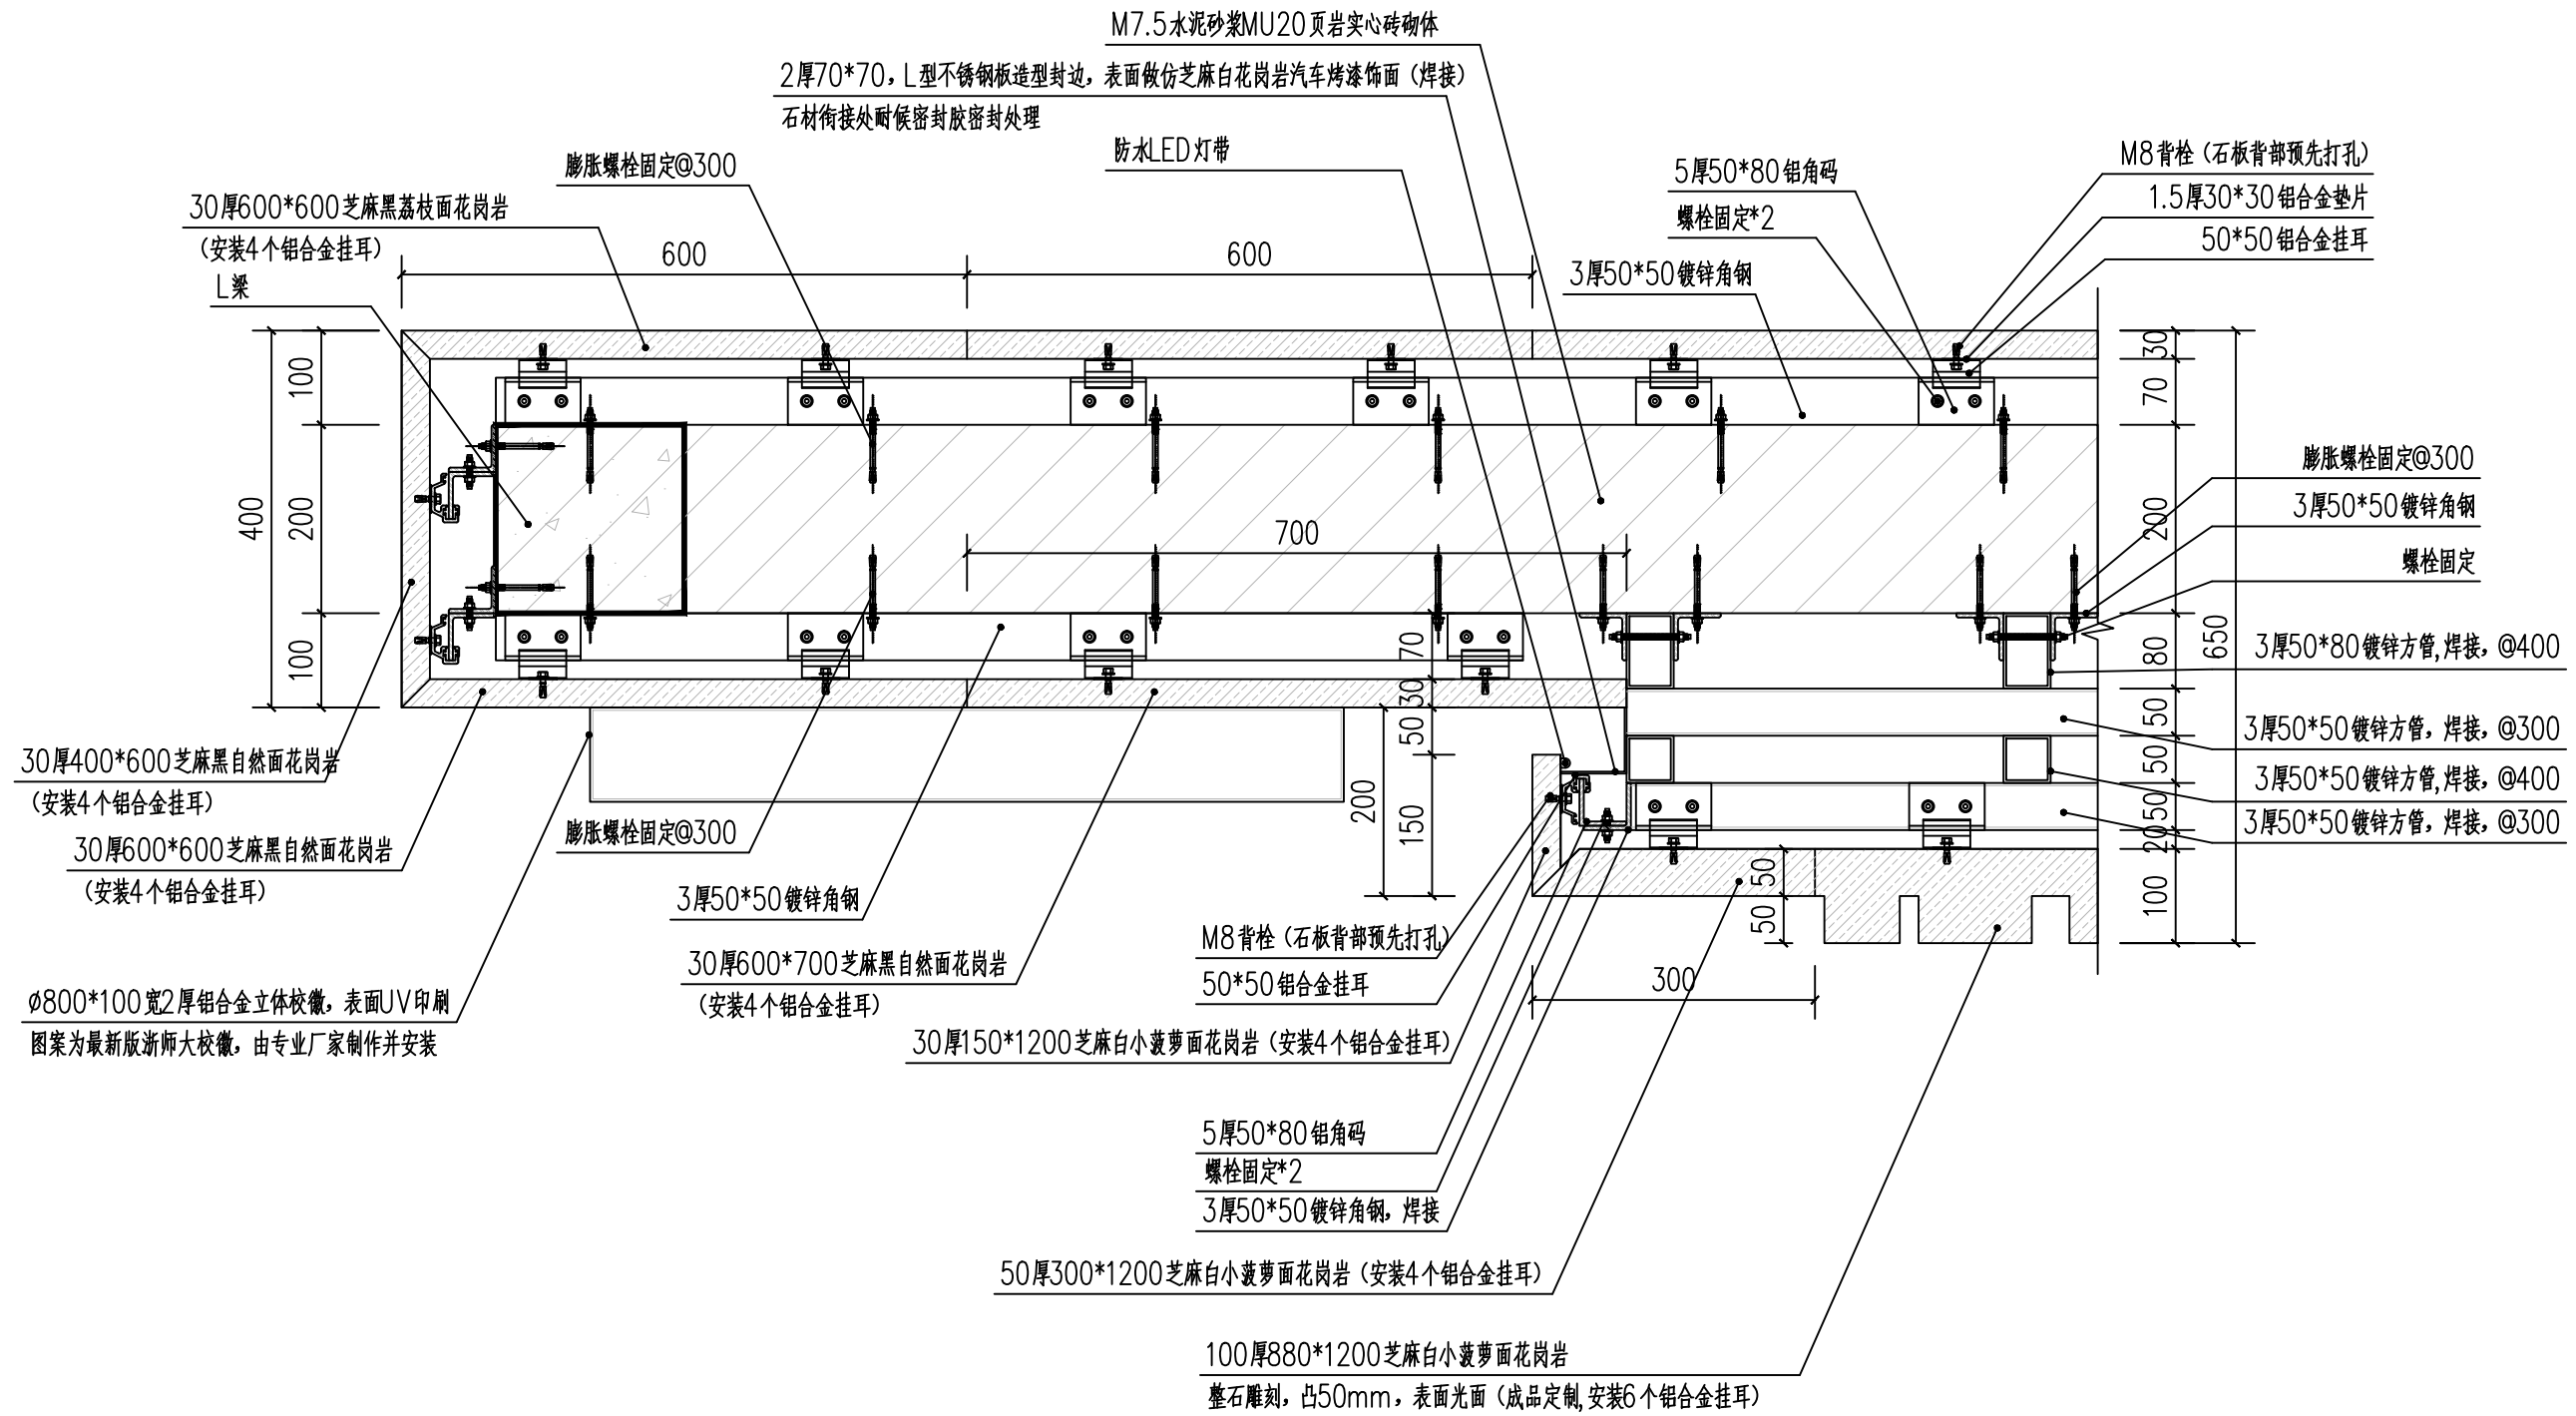 M7.5水泥砂浆MU20页岩实心砖砌体
2厚70*70，L型不锈钢板造型封边，表面做仿芝麻白花岗岩汽车烤漆饰面（焊接）
石材衔接处耐候密封胶密封处理
防水LED灯带
膨胀螺栓固定@300
30厚600*600芝麻黑荔枝面花岗岩
（安装4个铝合金挂耳）
L梁
5厚50*80铝角码
螺栓固定*2
3厚50*50镀锌角钢
M8背栓（石板背部预先打孔）
1.5厚30*30铝合金垫片
50*50铝合金挂耳
600
600
400
100
200
100
700
30
70
200
80
50
50
50
20
100
650
膨胀螺栓固定@300
3厚50*50镀锌角钢
螺栓固定
3厚50*80镀锌方管,焊接，@400
3厚50*50镀锌方管，焊接，@300
3厚50*50镀锌方管,焊接，@400
3厚50*50镀锌方管，焊接，@300
70
30
50
150
200
50
50
300
30厚400*600芝麻黑自然面花岗岩
（安装4个铝合金挂耳）
30厚600*600芝麻黑自然面花岗岩
（安装4个铝合金挂耳）
膨胀螺栓固定@300
3厚50*50镀锌角钢
30厚600*700芝麻黑自然面花岗岩
（安装4个铝合金挂耳）
ø800*100宽2厚铝合金立体校徽，表面UV印刷
图案为最新版浙师大校徽，由专业厂家制作并安装
M8背栓（石板背部预先打孔）
50*50铝合金挂耳
30厚150*1200芝麻白小菠萝面花岗岩（安装4个铝合金挂耳）
5厚50*80铝角码
螺栓固定*2
3厚50*50镀锌角钢，焊接
50厚300*1200芝麻白小菠萝面花岗岩（安装4个铝合金挂耳）
100厚880*1200芝麻白小菠萝面花岗岩
整石雕刻，凸50mm，表面光面（成品定制,安装6个铝合金挂耳）